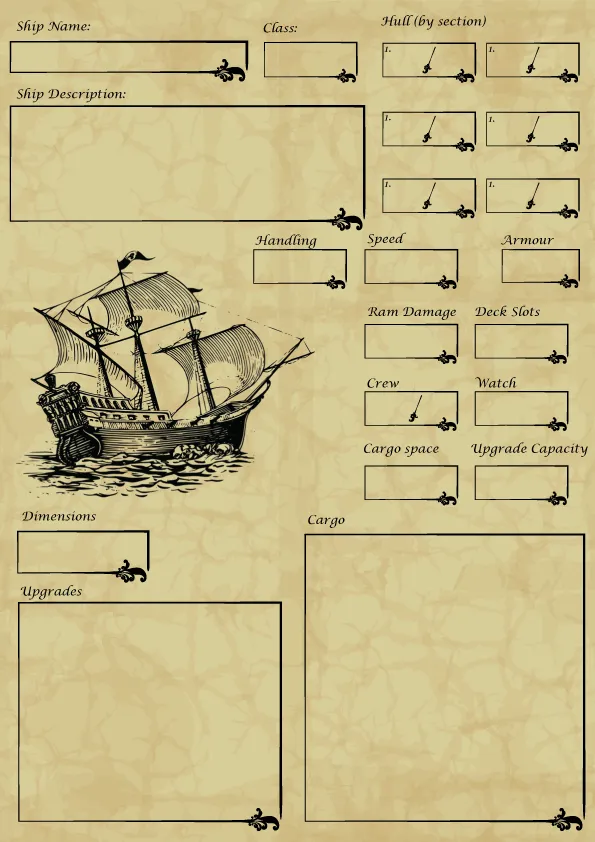 Ship Name:
Class:
Hull (by section)
1.
1.
Ship Description:
1.
1.
1.
1.
Handling
Speed
Armour
Ram Damage
Deck Slots
Crew
Watch
Cargo space
Upgrade Capacity
Dimensions
Cargo
Upgrades